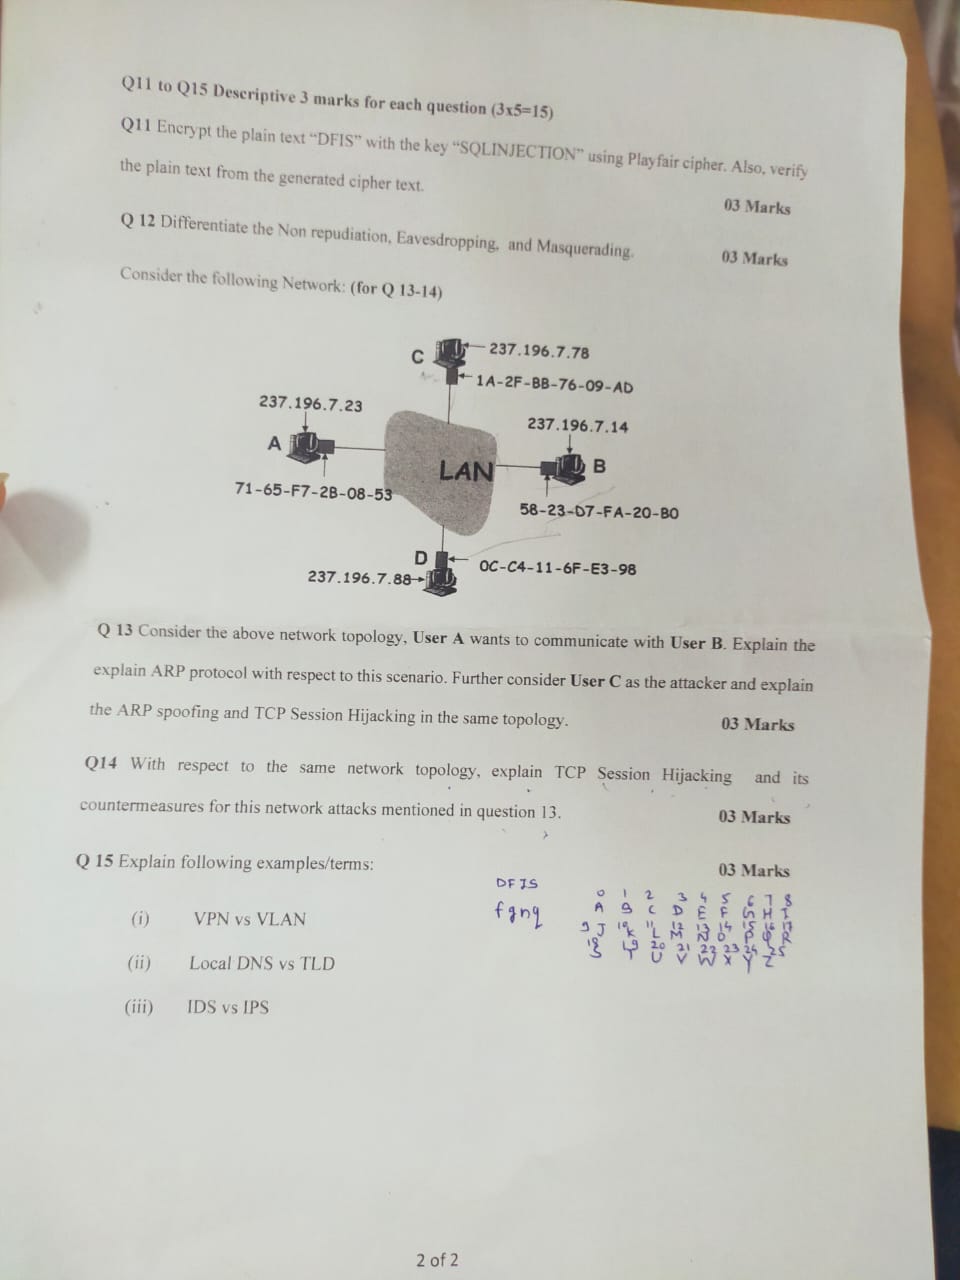 Q11 to Q15 Descriptive 3 marks for each question (3x5=15)
Q11 Encrypt the plain text “DFIS” with the key “SQLINJECTION” using Playfair cipher. Also, verify
the plain text from the generated cipher text.
03 Marks
Q 12 Differentiate the Non repudiation, Eavesdropping, and Masquerading.
03 Marks
Consider the following Network: (for Q 13-14)
C
237.196.7.78
1A-2F-BB-76-09-AD
237.196.7.23
237.196.7.14
A
LAN
B
71-65-F7-2B-08-53
58-23-D7-FA-20-B0
D
0C-C4-11-6F-E3-98
237.196.7.88
Q 13 Consider the above network topology, User A wants to communicate with User B. Explain the
explain ARP protocol with respect to this scenario. Further consider User C as the attacker and explain
the ARP spoofing and TCP Session Hijacking in the same topology.
03 Marks
Q14 With respect to the same network topology, explain TCP Session Hijacking and its
countermeasures for this network attacks mentioned in question 13.
03 Marks
Q 15 Explain following examples/terms:
03 Marks
DFIS
fgnq
0 1 2 3 4 5 6 7 8
A B C D E F G H I
9 10 11 12 13 14 15 16 17
J K L M N O P Q R
18 19 20 21 22 23 24 25
S T U V W X Y Z
(i) VPN vs VLAN
(ii) Local DNS vs TLD
(iii) IDS vs IPS
2 of 2